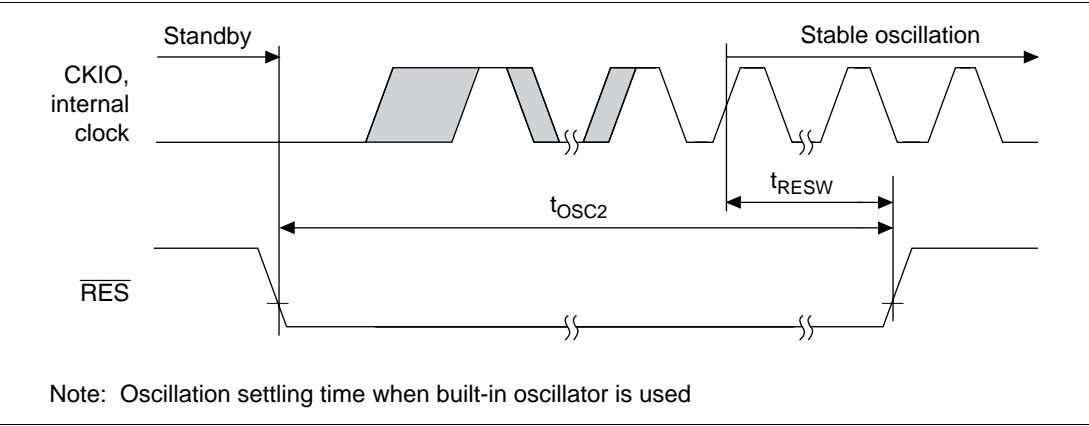 Standby
Stable oscillation
CKIO,
internal
clock
tRESW
tOSC2
RES
Note: Oscillation settling time when built-in oscillator is used